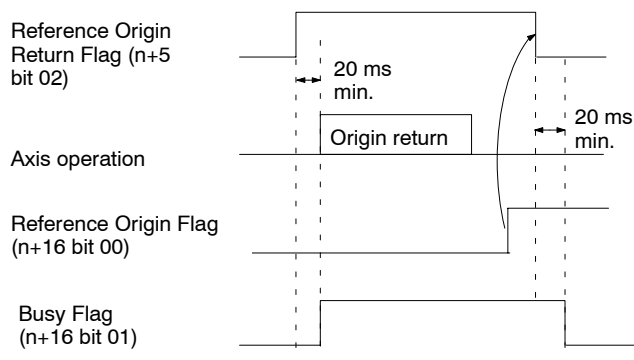 Reference Origin
Return Flag (n+5
bit 02)
20 ms
min.
20 ms
min.
Origin return
Axis operation
Reference Origin Flag
(n+16 bit 00)
Busy Flag
(n+16 bit 01)